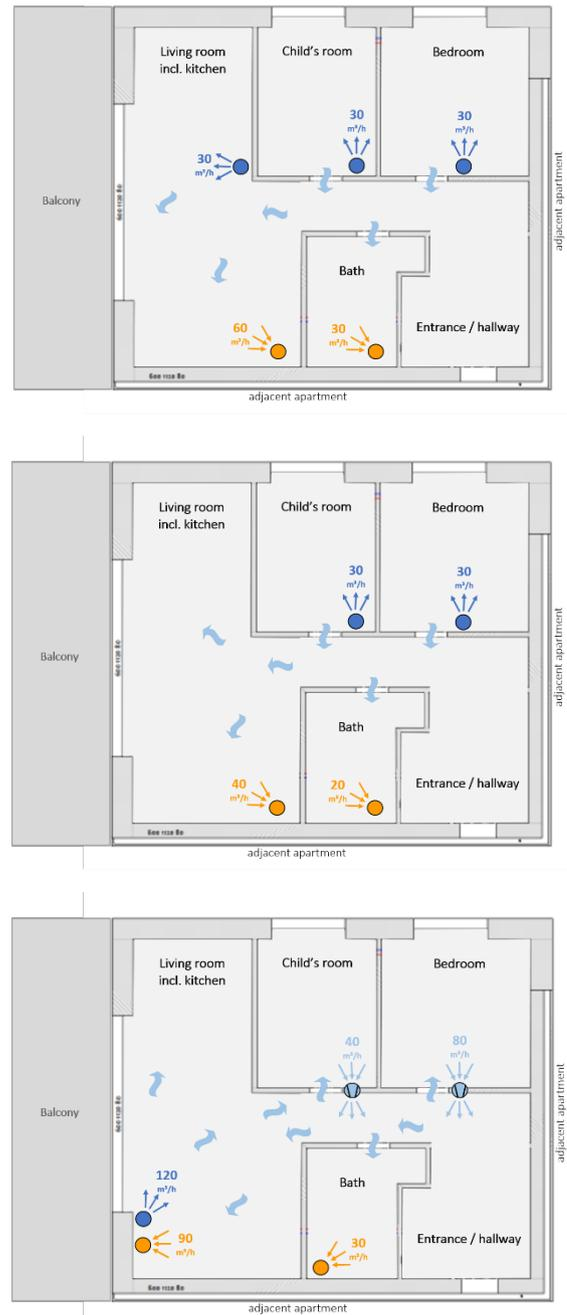 Living room
incl. kitchen
Child's room
Bedroom
30
m³/h
30
m³/h
30
m³/h
Balcony
adjacent apartment
Bath
60
m³/h
30
m³/h
Entrance / hallway
adjacent apartment
Living room
incl. kitchen
Child's room
Bedroom
30
m³/h
30
m³/h
Balcony
adjacent apartment
Bath
40
m³/h
20
m³/h
Entrance / hallway
adjacent apartment
Living room
incl. kitchen
Child's room
Bedroom
40
m³/h
80
m³/h
Balcony
adjacent apartment
120
m³/h
Bath
90
m³/h
30
m³/h
Entrance / hallway
adjacent apartment